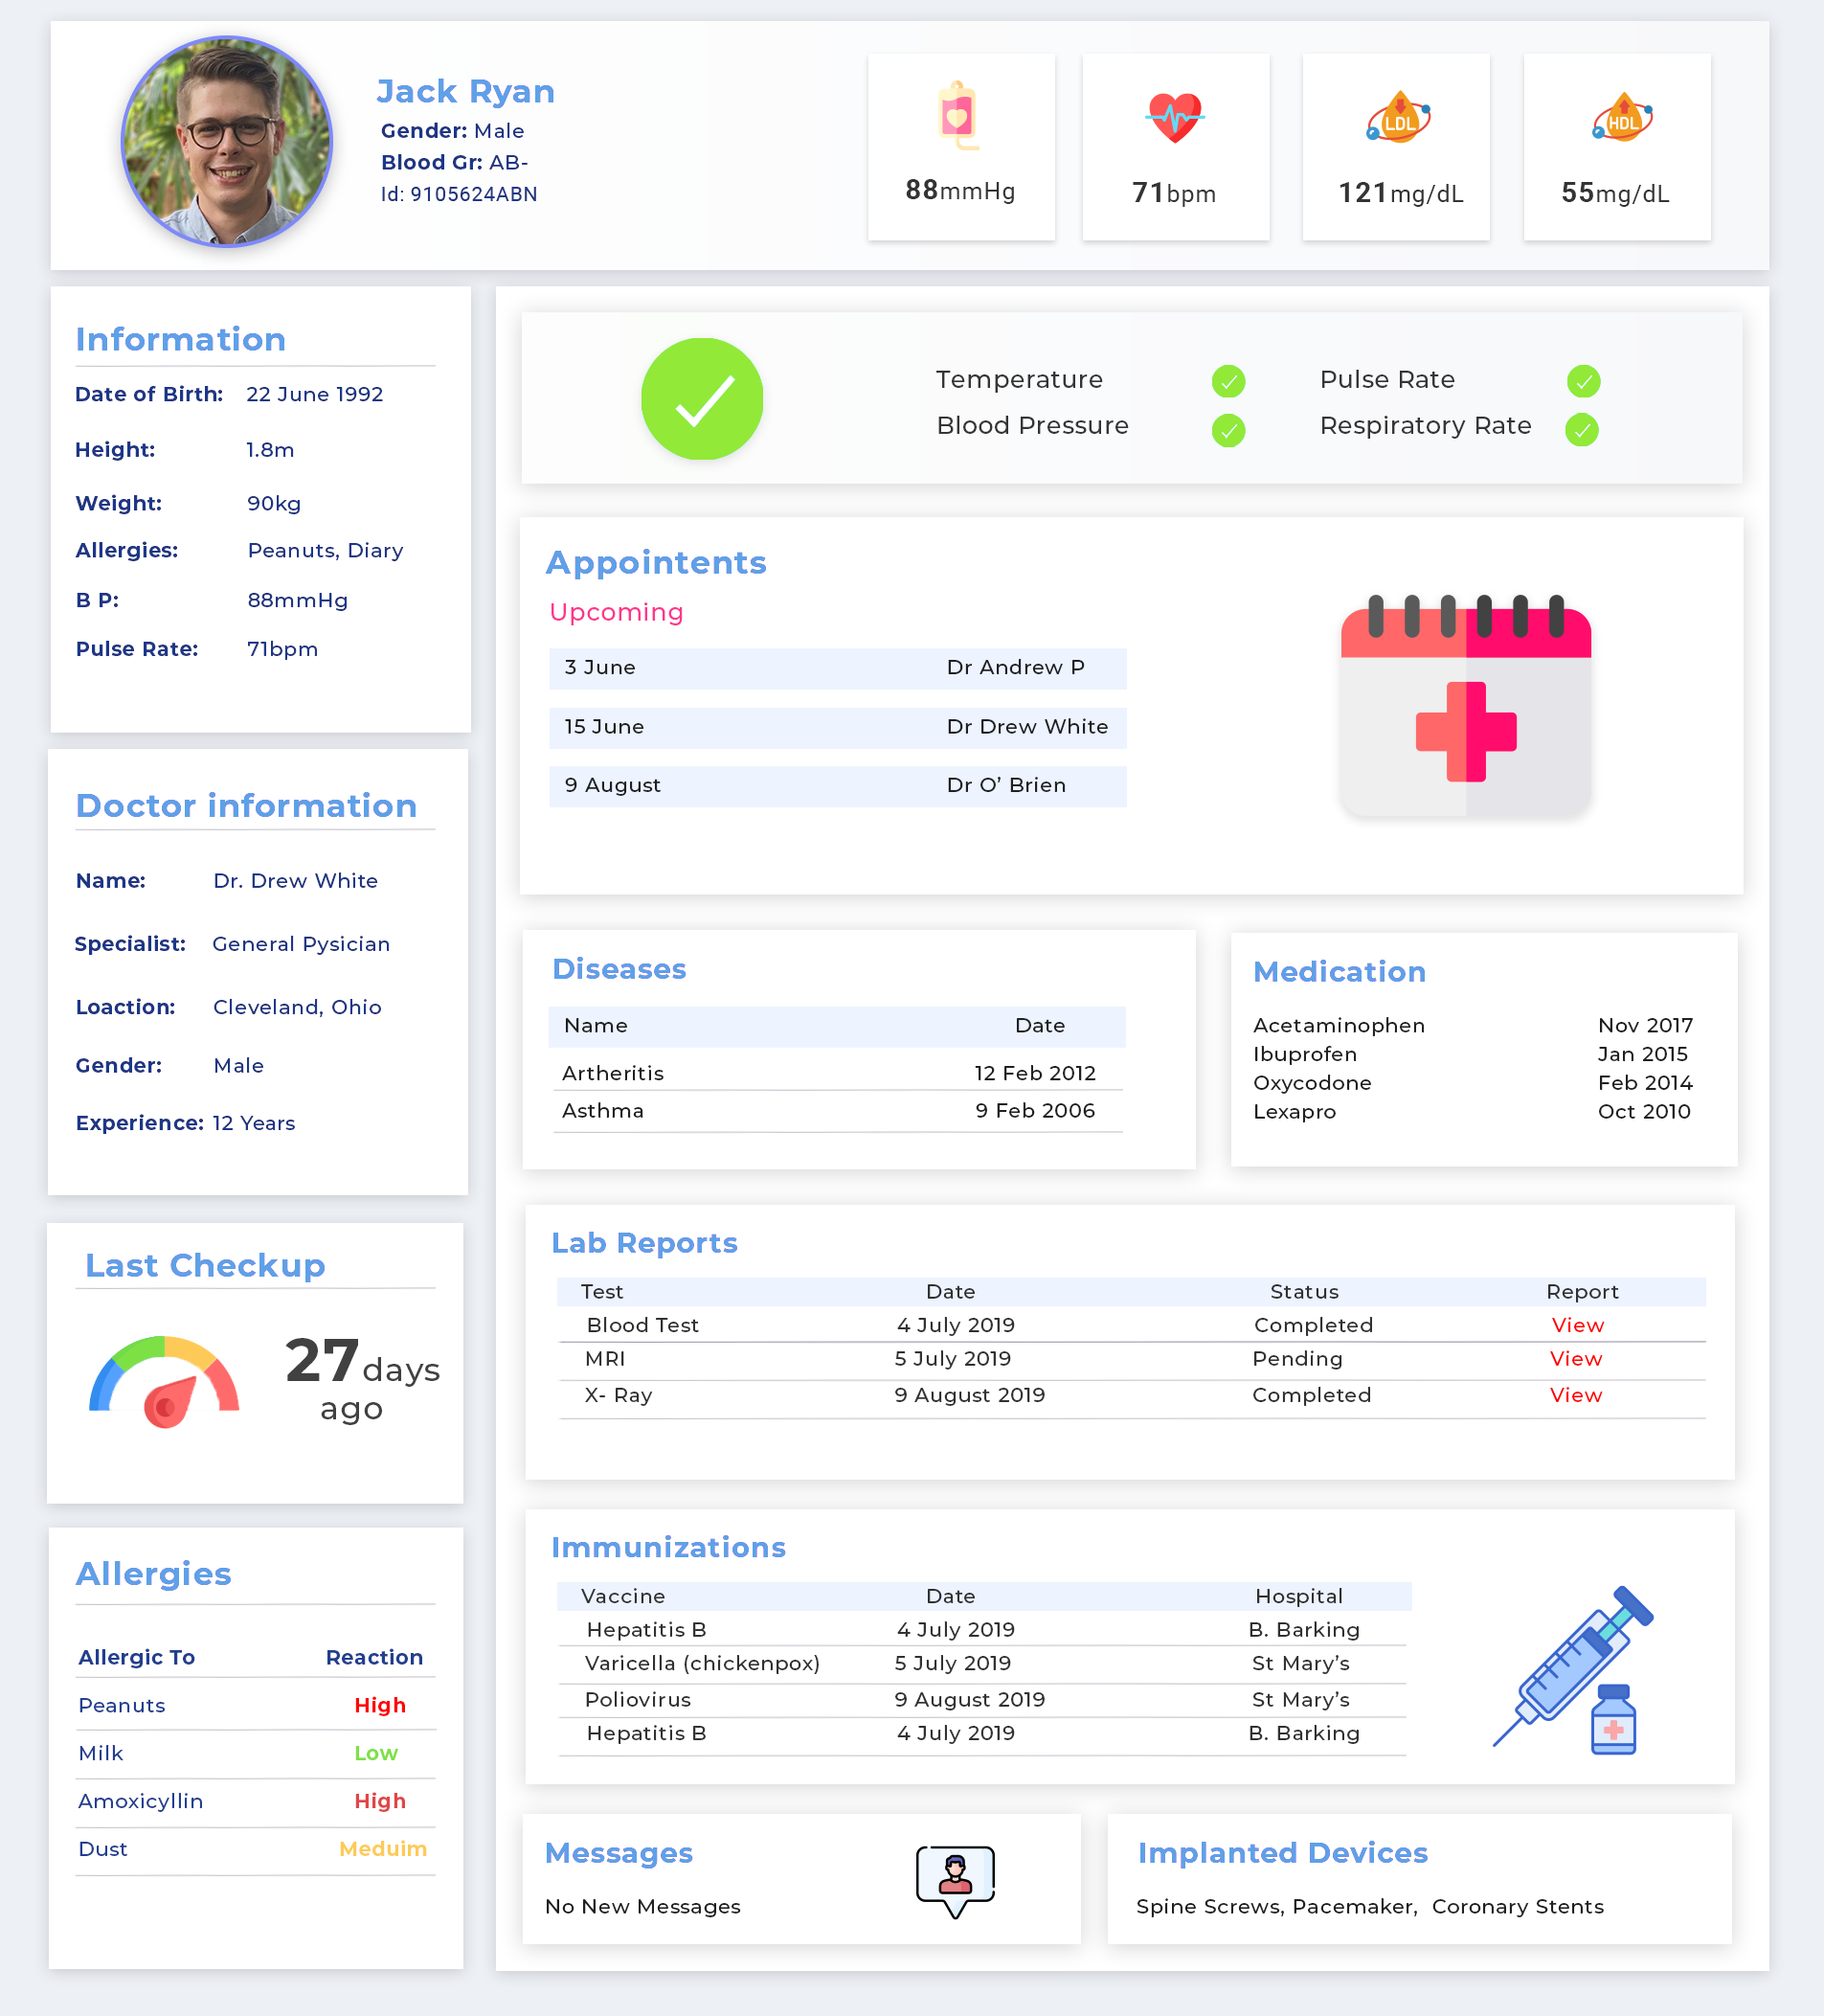 Jack Ryan
Gender: Male
Blood Gr: AB-
Id: 9105624ABN
88mmHg
71bpm
LDL
121mg/dL
HDL
55mg/dL
Information
Date of Birth: 22 June 1992
Height: 1.8m
Weight: 90kg
Allergies: Peanuts, Diary
B P: 88mmHg
Pulse Rate: 71bpm
Doctor information
Name: Dr. Drew White
Specialist: General Pysician
Loaction: Cleveland, Ohio
Gender: Male
Experience: 12 Years
Last Checkup
27 days
ago
Allergies
Allergic To Reaction
Peanuts High
Milk Low
Amoxicyllin High
Dust Meduim
Temperature Pulse Rate
Blood Pressure Respiratory Rate
Appointents
Upcoming
3 June Dr Andrew P
15 June Dr Drew White
9 August Dr O’ Brien
Diseases
Name Date
Artheritis 12 Feb 2012
Asthma 9 Feb 2006
Medication
Acetaminophen Nov 2017
Ibuprofen Jan 2015
Oxycodone Feb 2014
Lexapro Oct 2010
Lab Reports
Test Date Status Report
Blood Test 4 July 2019 Completed View
MRI 5 July 2019 Pending View
X- Ray 9 August 2019 Completed View
Immunizations
Vaccine Date Hospital
Hepatitis B 4 July 2019 B. Barking
Varicella (chickenpox) 5 July 2019 St Mary’s
Poliovirus 9 August 2019 St Mary’s
Hepatitis B 4 July 2019 B. Barking
Messages
No New Messages
Implanted Devices
Spine Screws, Pacemaker, Coronary Stents